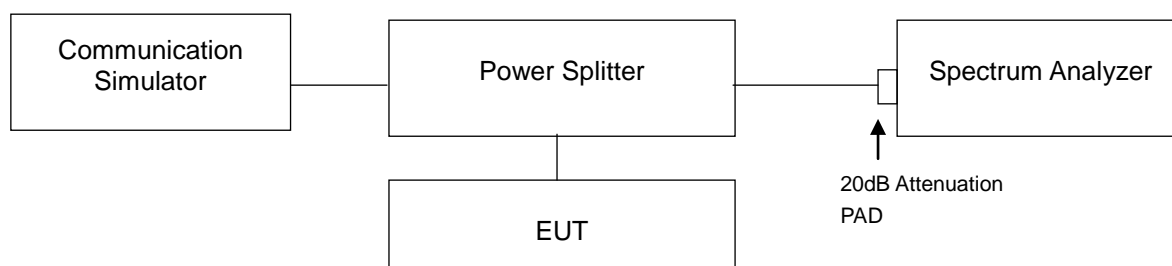 Communication
Simulator
Power Splitter
Spectrum Analyzer
20dB Attenuation
PAD
EUT